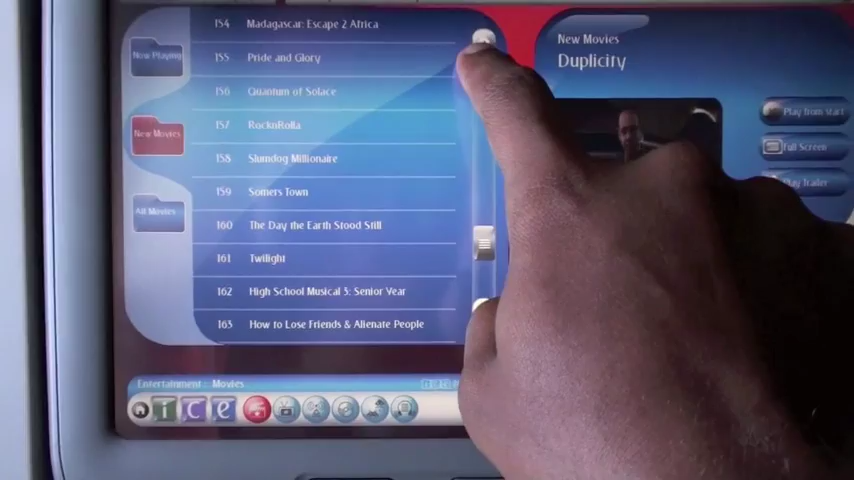 154 Madagascar: Escape 2 Africa
155 Pride and Glory
156 Quantum of Solace
157 RocknRolla
158 Slumdog Millionaire
159 Somers Town
160 The Day the Earth Stood Still
161 Twilight
162 High School Musical 3: Senior Year
163 How to Lose Friends & Alienate People
Now Playing
New Movies
All Movies
New Movies
Duplicity
Play from start
Full Screen
Play Trailer
Entertainment :: Movies
i c e